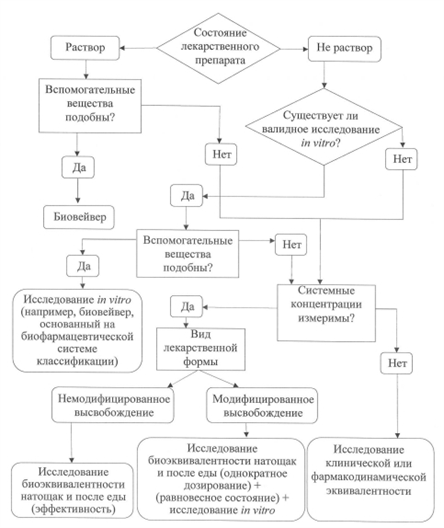 Состояние
лекарственного
препарата
Раствор
Не раствор
Вспомогательные
вещества
подобны?
Существует ли
валидное исследование
in vitro?
Нет
Нет
Да
Да
Биовейвер
Вспомогательные
вещества
подобны?
Нет
Да
Исследование in vitro
(например, биовейвер,
основанный на
биофармацевтической
системе
классификации)
Системные
концентрации
измеримы?
Да
Вид
лекарственной
формы
Нет
Немодифицированное
высвобождение
Модифицированное
высвобождение
Исследование
биоэквивалентности
натощак и после еды
(эффективность)
Исследование
биоэквивалентности натощак
и после еды (однократное
дозирование) +
(равновесное состояние) +
исследование in vitro
Исследование
клинической или
фармакодинамической
эквивалентности